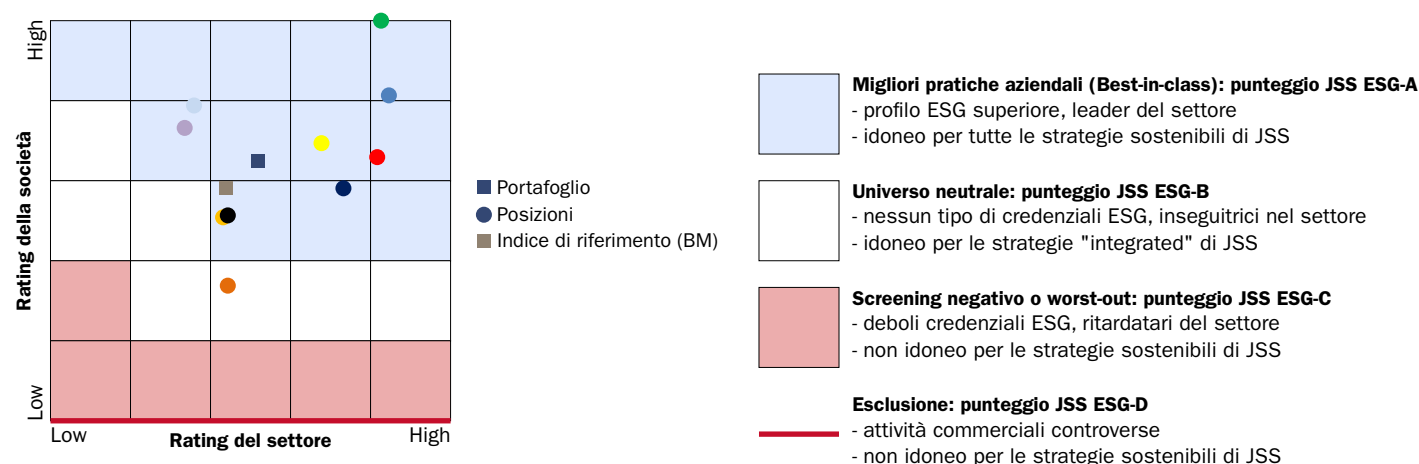 High
Rating della società
Low
Low
Rating del settore
High
Portafoglio
Posizioni
Indice di riferimento (BM)
Migliori pratiche aziendali (Best-in-class): punteggio JSS ESG-A
- profilo ESG superiore, leader del settore
- idoneo per tutte le strategie sostenibili di JSS
Universo neutrale: punteggio JSS ESG-B
- nessun tipo di credenziali ESG, inseguitrici nel settore
- idoneo per le strategie "integrated" di JSS
Screening negativo o worst-out: punteggio JSS ESG-C
- deboli credenziali ESG, ritardatari del settore
- non idoneo per le strategie sostenibili di JSS
Esclusione: punteggio JSS ESG-D
- attività commerciali controverse
- non idoneo per le strategie sostenibili di JSS